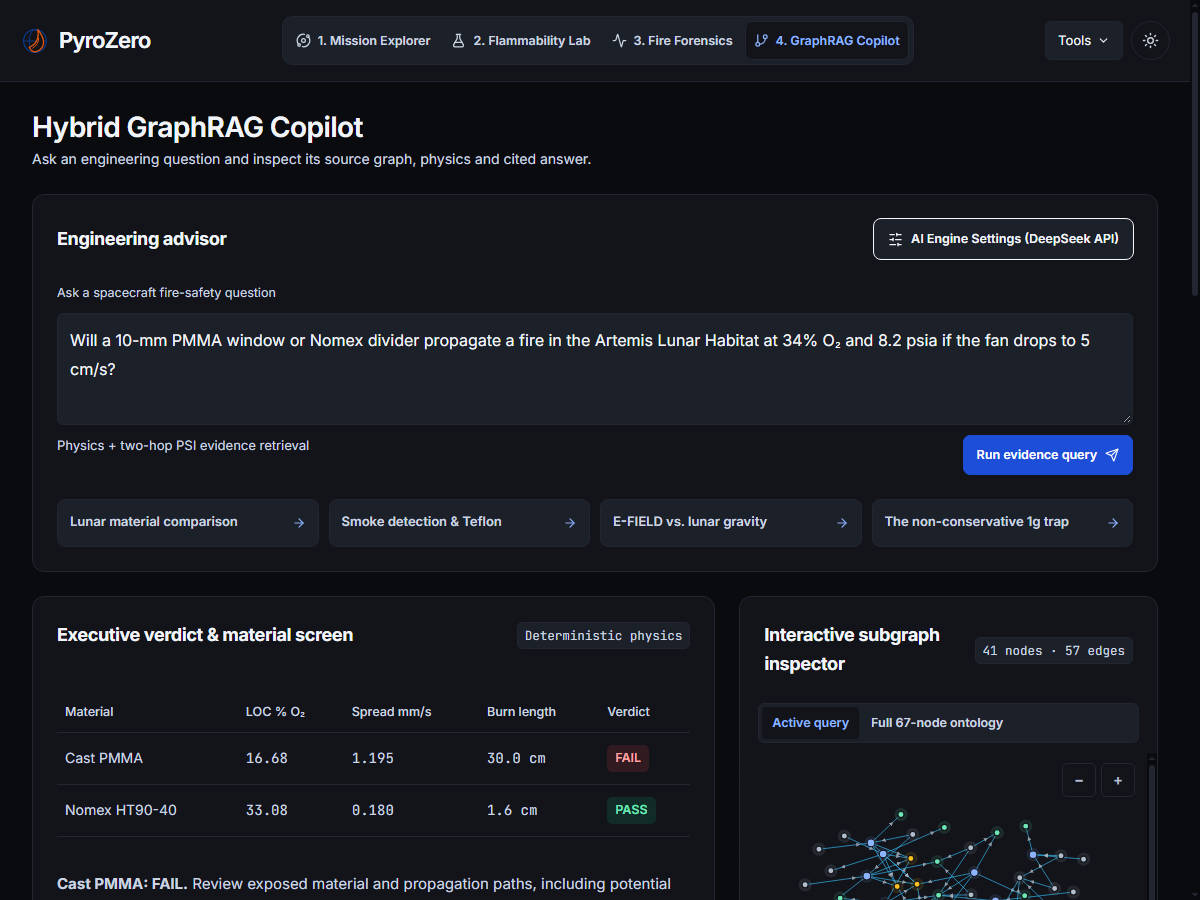 PyroZero
1. Mission Explorer
2. Flammability Lab
3. Fire Forensics
4. GraphRAG Copilot
Tools
Hybrid GraphRAG Copilot
Ask an engineering question and inspect its source graph, physics and cited answer.
Engineering advisor
AI Engine Settings (DeepSeek API)
Ask a spacecraft fire-safety question
Will a 10-mm PMMA window or Nomex divider propagate a fire in the Artemis Lunar Habitat at 34% O₂ and 8.2 psia if the fan drops to 5
cm/s?
Physics + two-hop PSI evidence retrieval
Run evidence query
Lunar material comparison
Smoke detection & Teflon
E-FIELD vs. lunar gravity
The non-conservative 1g trap
Executive verdict & material screen
Deterministic physics
Material LOC % O₂ Spread mm/s Burn length Verdict
Cast PMMA 16.68 1.195 30.0 cm FAIL
Nomex HT90-40 33.08 0.180 1.6 cm PASS
Cast PMMA: FAIL. Review exposed material and propagation paths, including potential
Interactive subgraph
inspector
41 nodes · 57 edges
Active query
Full 67-node ontology
− +